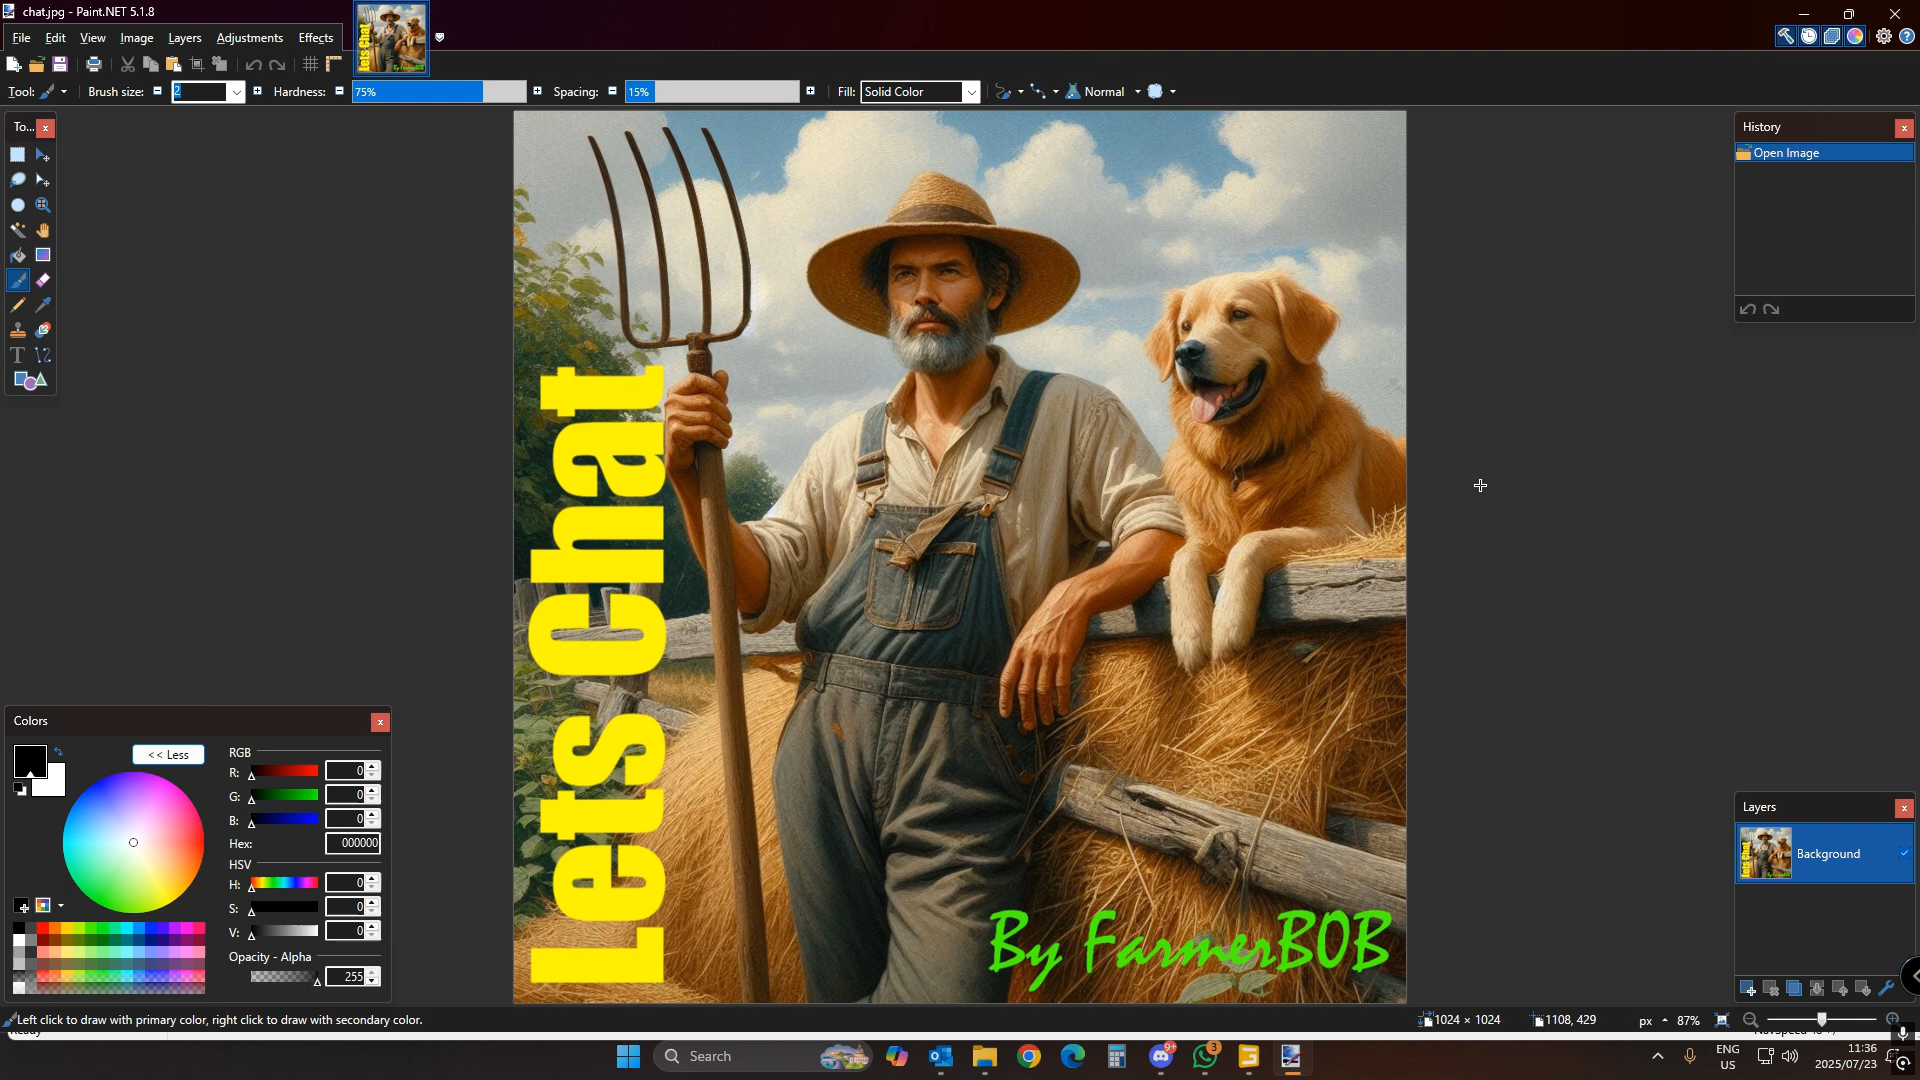 chat.jpg - Paint.NET 5.1.8
File Edit View Image Layers Adjustments Effects
Tool: Brush size: 2 Hardness: 75% Spacing: 15% Fill: Solid Color Normal
To...
History
Open Image
Lets Chat
By FarmerBOB
Colors
<< Less
RGB
R: 0
G: 0
B: 0
Hex: 000000
HSV
H: 0
S: 0
V: 0
Opacity - Alpha
255
Layers
Background
Left click to draw with primary color, right click to draw with secondary color.
1024 × 1024
1108, 429
px
87%
Search
9+
3
ENG
US
11:36
2025/07/23